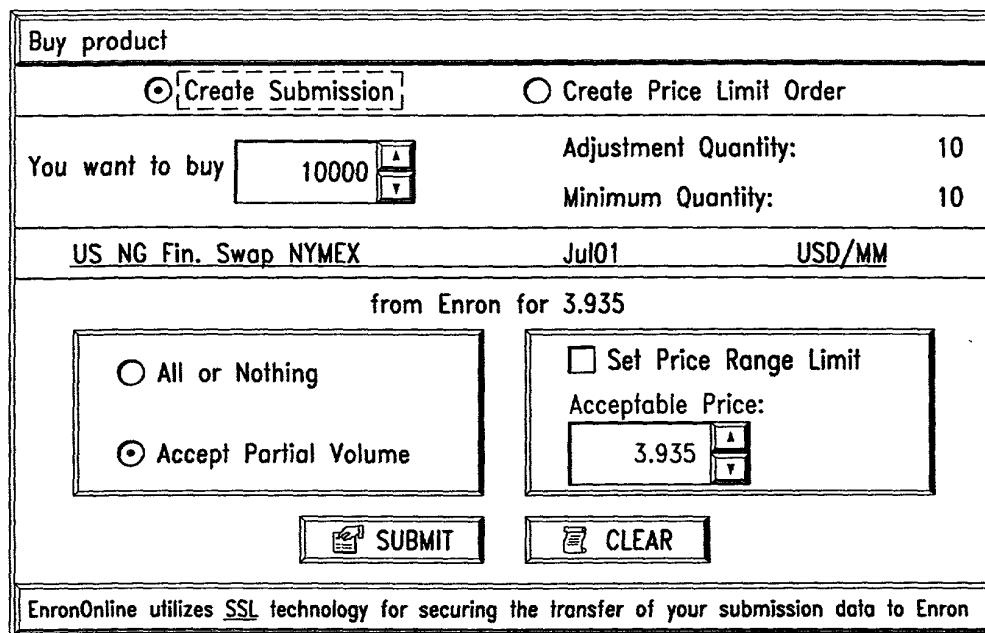 Buy product
Create Submission Create Price Limit Order
You want to buy 10000 Adjustment Quantity: 10
Minimum Quantity: 10
US NG Fin. Swap NYMEX Jul01 USD/MM
from Enron for 3.935
All or Nothing
Accept Partial Volume
Set Price Range Limit
Acceptable Price:
3.935
SUBMIT CLEAR
EnronOnline utilizes SSL technology for securing the transfer of your submission data to Enron